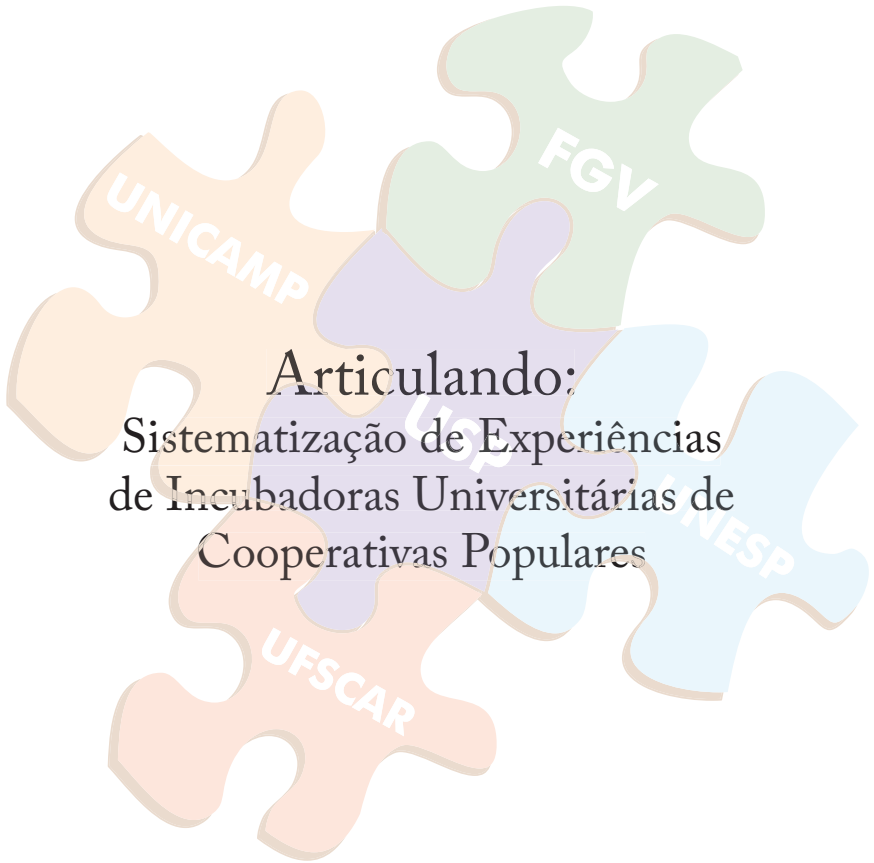 FGV
UNICAMP
Articulando:
USP
Sistematização de Experiências
de Incubadoras Universitárias de
UNESP
Cooperativas Populares
UFSCAR